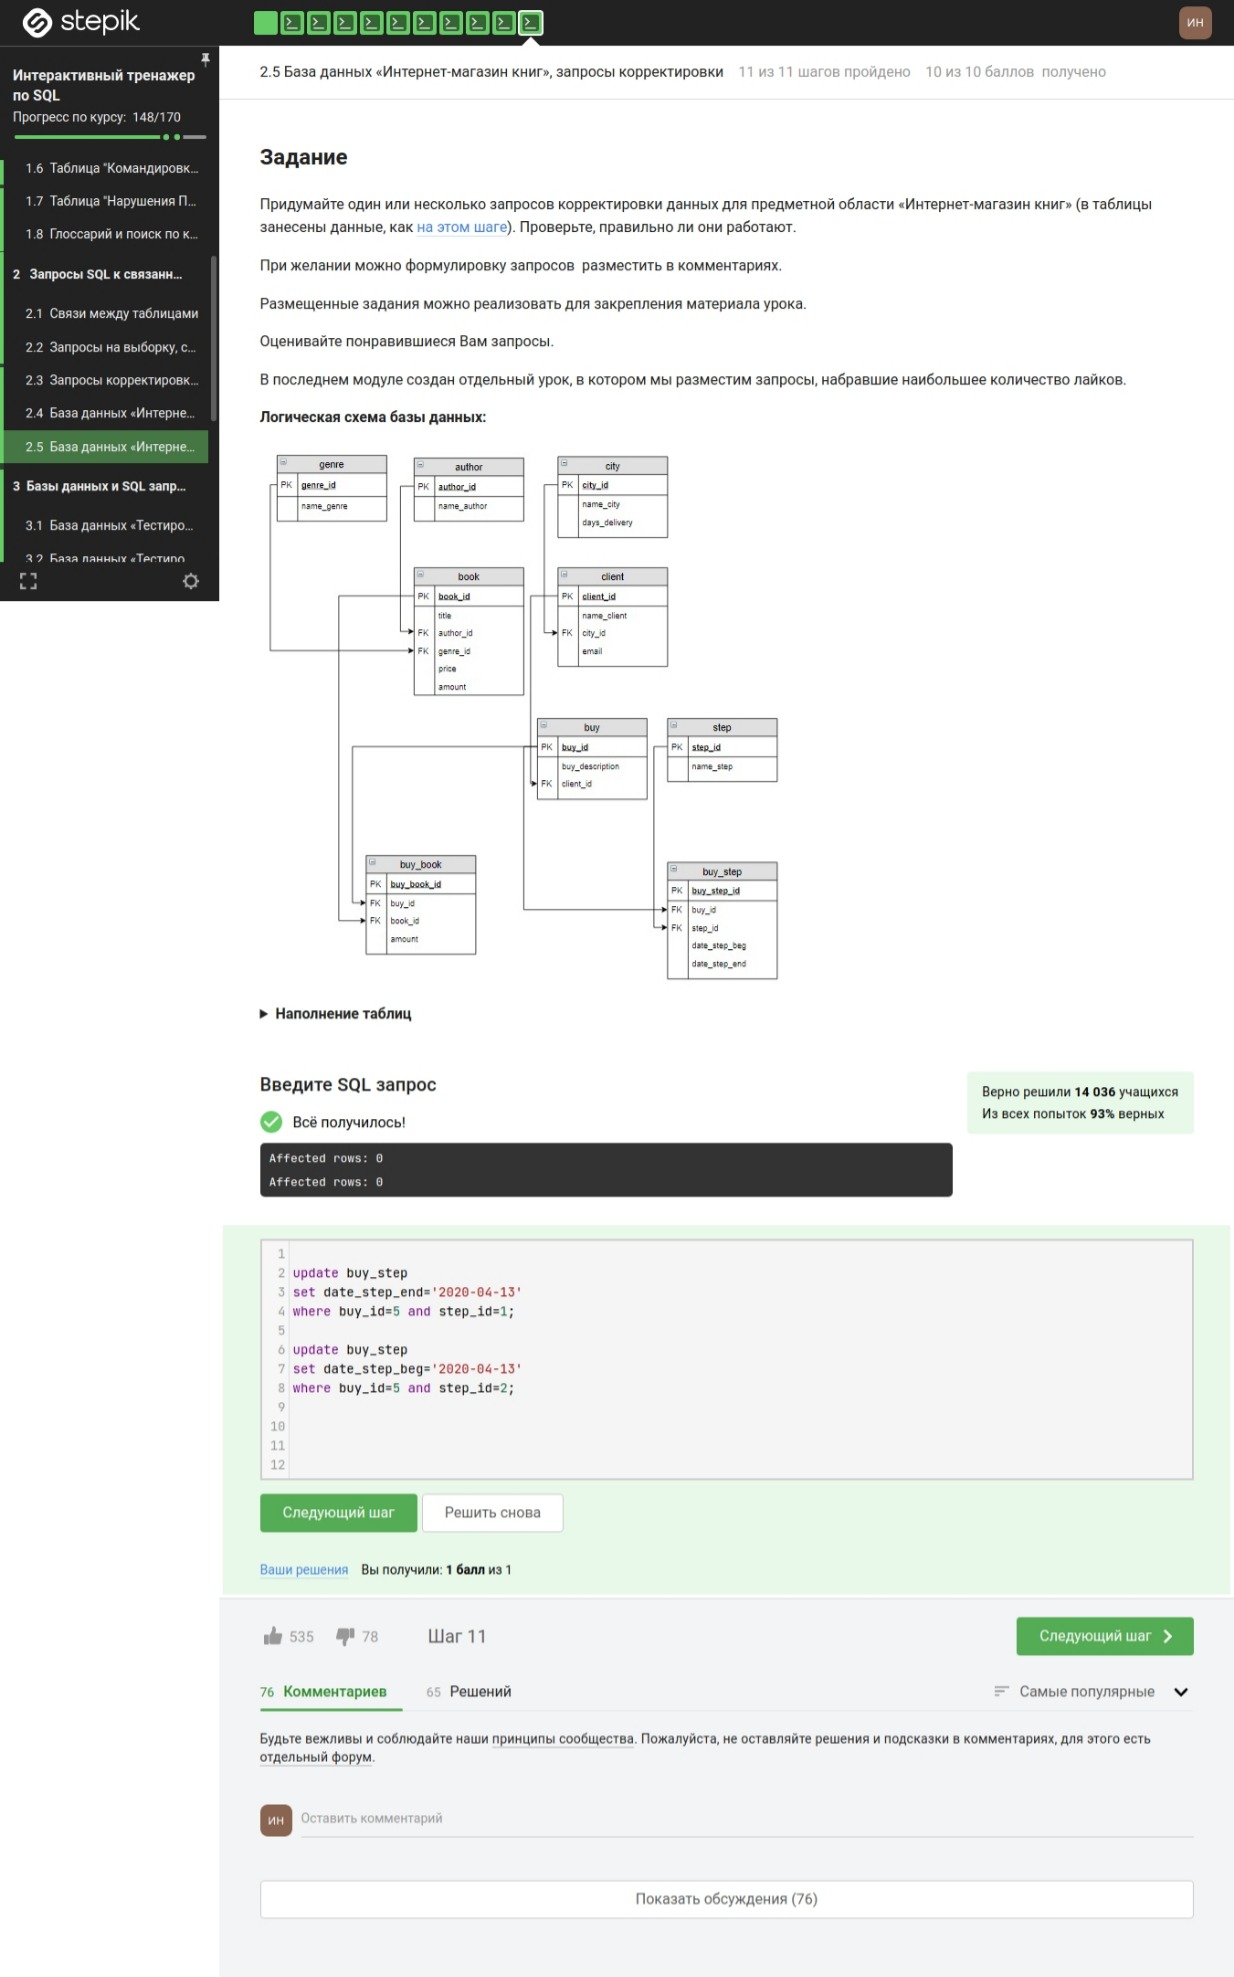 stepik
ИН
Интерактивный тренажер
по SQL
Прогресс по курсу: 148/170
1.6 Таблица "Командировк...
1.7 Таблица "Нарушения П...
1.8 Глоссарий и поиск по к...
2 Запросы SQL к связанн...
2.1 Связи между таблицами
2.2 Запросы на выборку, с...
2.3 Запросы корректировк...
2.4 База данных «Интерне...
2.5 База данных «Интерне...
3 Базы данных и SQL запр...
3.1 База данных «Тестиро...
3.2 База данных «Тестиро
2.5 База данных «Интернет-магазин книг», запросы корректировки 11 из 11 шагов пройдено 10 из 10 баллов получено
Задание
Придумайте один или несколько запросов корректировки данных для предметной области «Интернет-магазин книг» (в таблицы
занесены данные, как на этом шаге). Проверьте, правильно ли они работают.
При желании можно формулировку запросов разместить в комментариях.
Размещенные задания можно реализовать для закрепления материала урока.
Оценивайте понравившиеся Вам запросы.
В последнем модуле создан отдельный урок, в котором мы разместим запросы, набравшие наибольшее количество лайков.
Логическая схема базы данных:
genre
PK genre_id
name_genre
author
PK author_id
name_author
city
PK city_id
name_city
days_delivery
book
PK book_id
title
FK author_id
FK genre_id
price
amount
client
PK client_id
name_client
FK city_id
email
buy
PK buy_id
buy_description
FK client_id
step
PK step_id
name_step
buy_book
PK buy_book_id
FK buy_id
FK book_id
amount
buy_step
PK buy_step_id
FK buy_id
FK step_id
date_step_beg
date_step_end
Наполнение таблиц
Введите SQL запрос
Верно решили 14 036 учащихся
Из всех попыток 93% верных
Всё получилось!
Affected rows: 0
Affected rows: 0
1
2 update buy_step
3 set date_step_end='2020-04-13'
4 where buy_id=5 and step_id=1;
5
6 update buy_step
7 set date_step_beg='2020-04-13'
8 where buy_id=5 and step_id=2;
9
10
11
12
Следующий шаг Решить снова
Ваши решения Вы получили: 1 балл из 1
535 78 Шаг 11 Следующий шаг
76 Комментариев 65 Решений Самые популярные
Будьте вежливы и соблюдайте наши принципы сообщества. Пожалуйста, не оставляйте решения и подсказки в комментариях, для этого есть
отдельный форум.
ИН Оставить комментарий
Показать обсуждения (76)